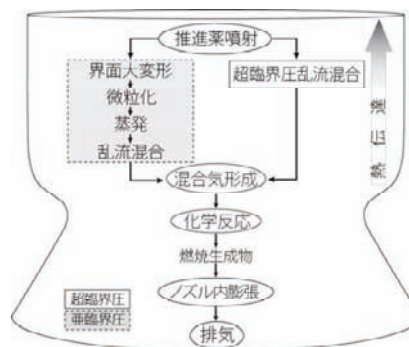 推進薬噴射
界面大変形
微粒化
蒸発
乱流混合
超臨界圧乱流混合
熱伝達
混合気形成
化学反応
燃焼生成物
ノズル内膨張
排気
超臨界圧
亜臨界圧